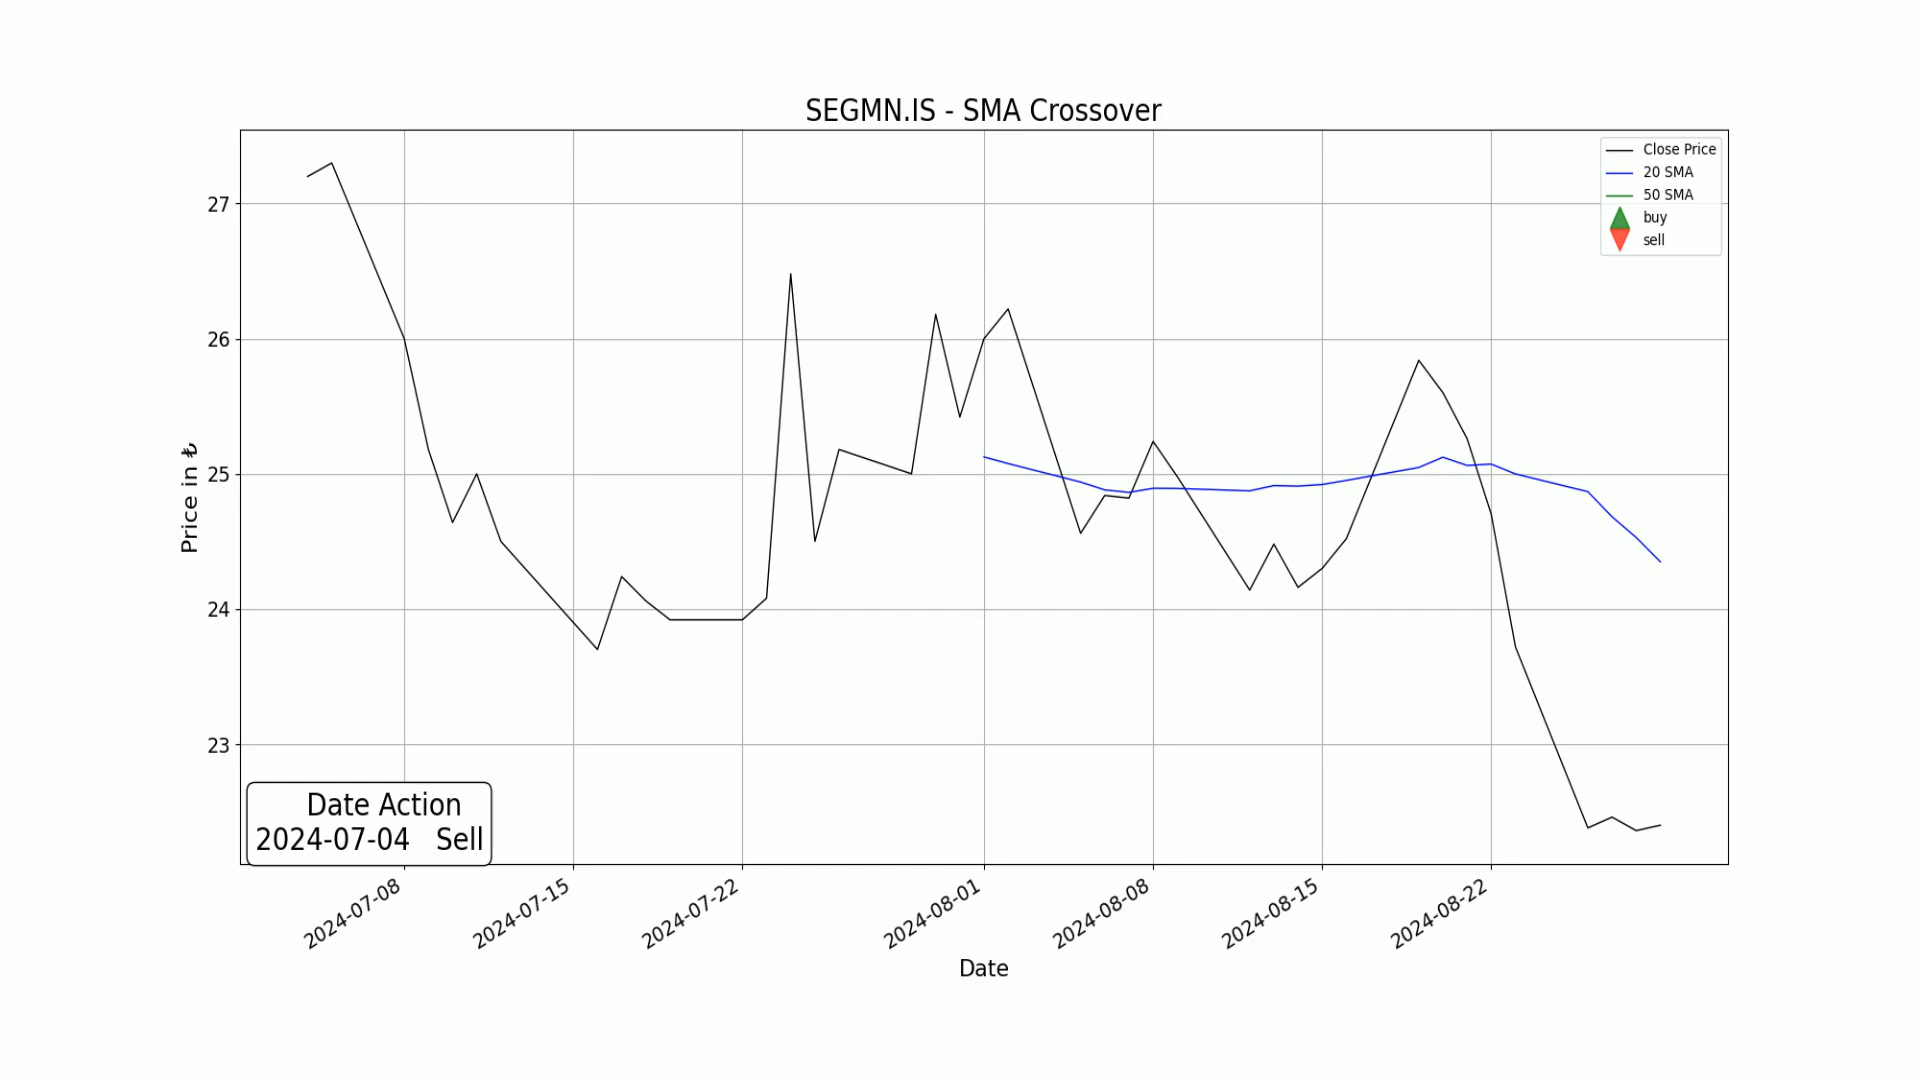 SEGMN.IS - SMA Crossover
Close Price
20 SMA
50 SMA
buy
sell
Price in ₺
27
26
25
24
23
Date Action
2024-07-04 Sell
2024-07-08
2024-07-15
2024-07-22
2024-08-01
2024-08-08
2024-08-15
2024-08-22
Date